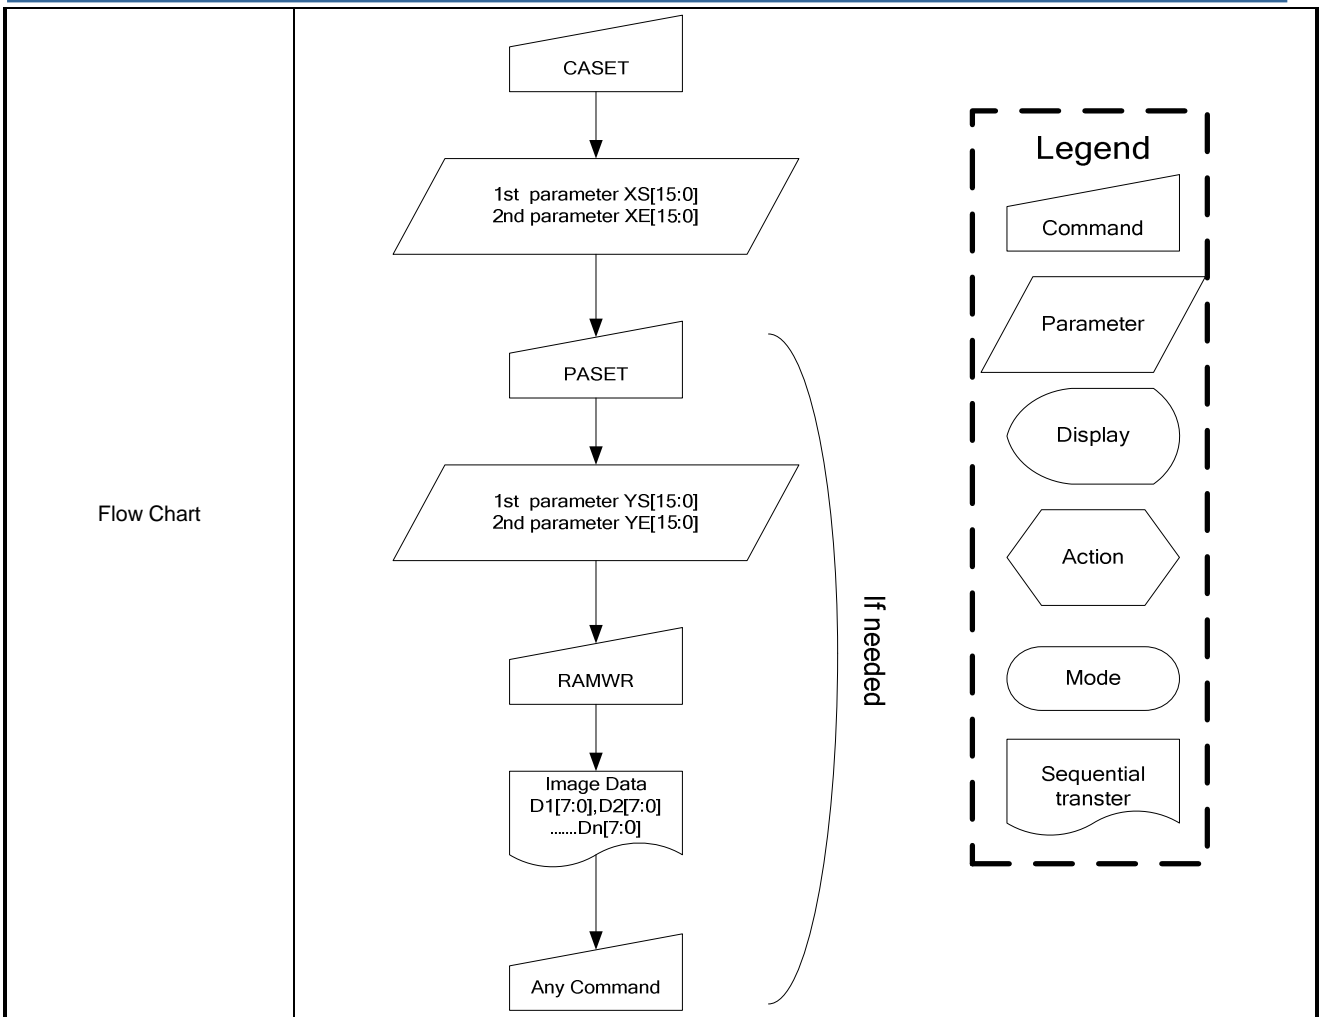 Flow Chart
CASET
1st parameter XS[15:0]
2nd parameter XE[15:0]
PASET
1st parameter YS[15:0]
2nd parameter YE[15:0]
RAMWR
Image Data
D1[7:0],D2[7:0]
.......Dn[7:0]
Any Command
If needed
Legend
Command
Parameter
Display
Action
Mode
Sequential
transter